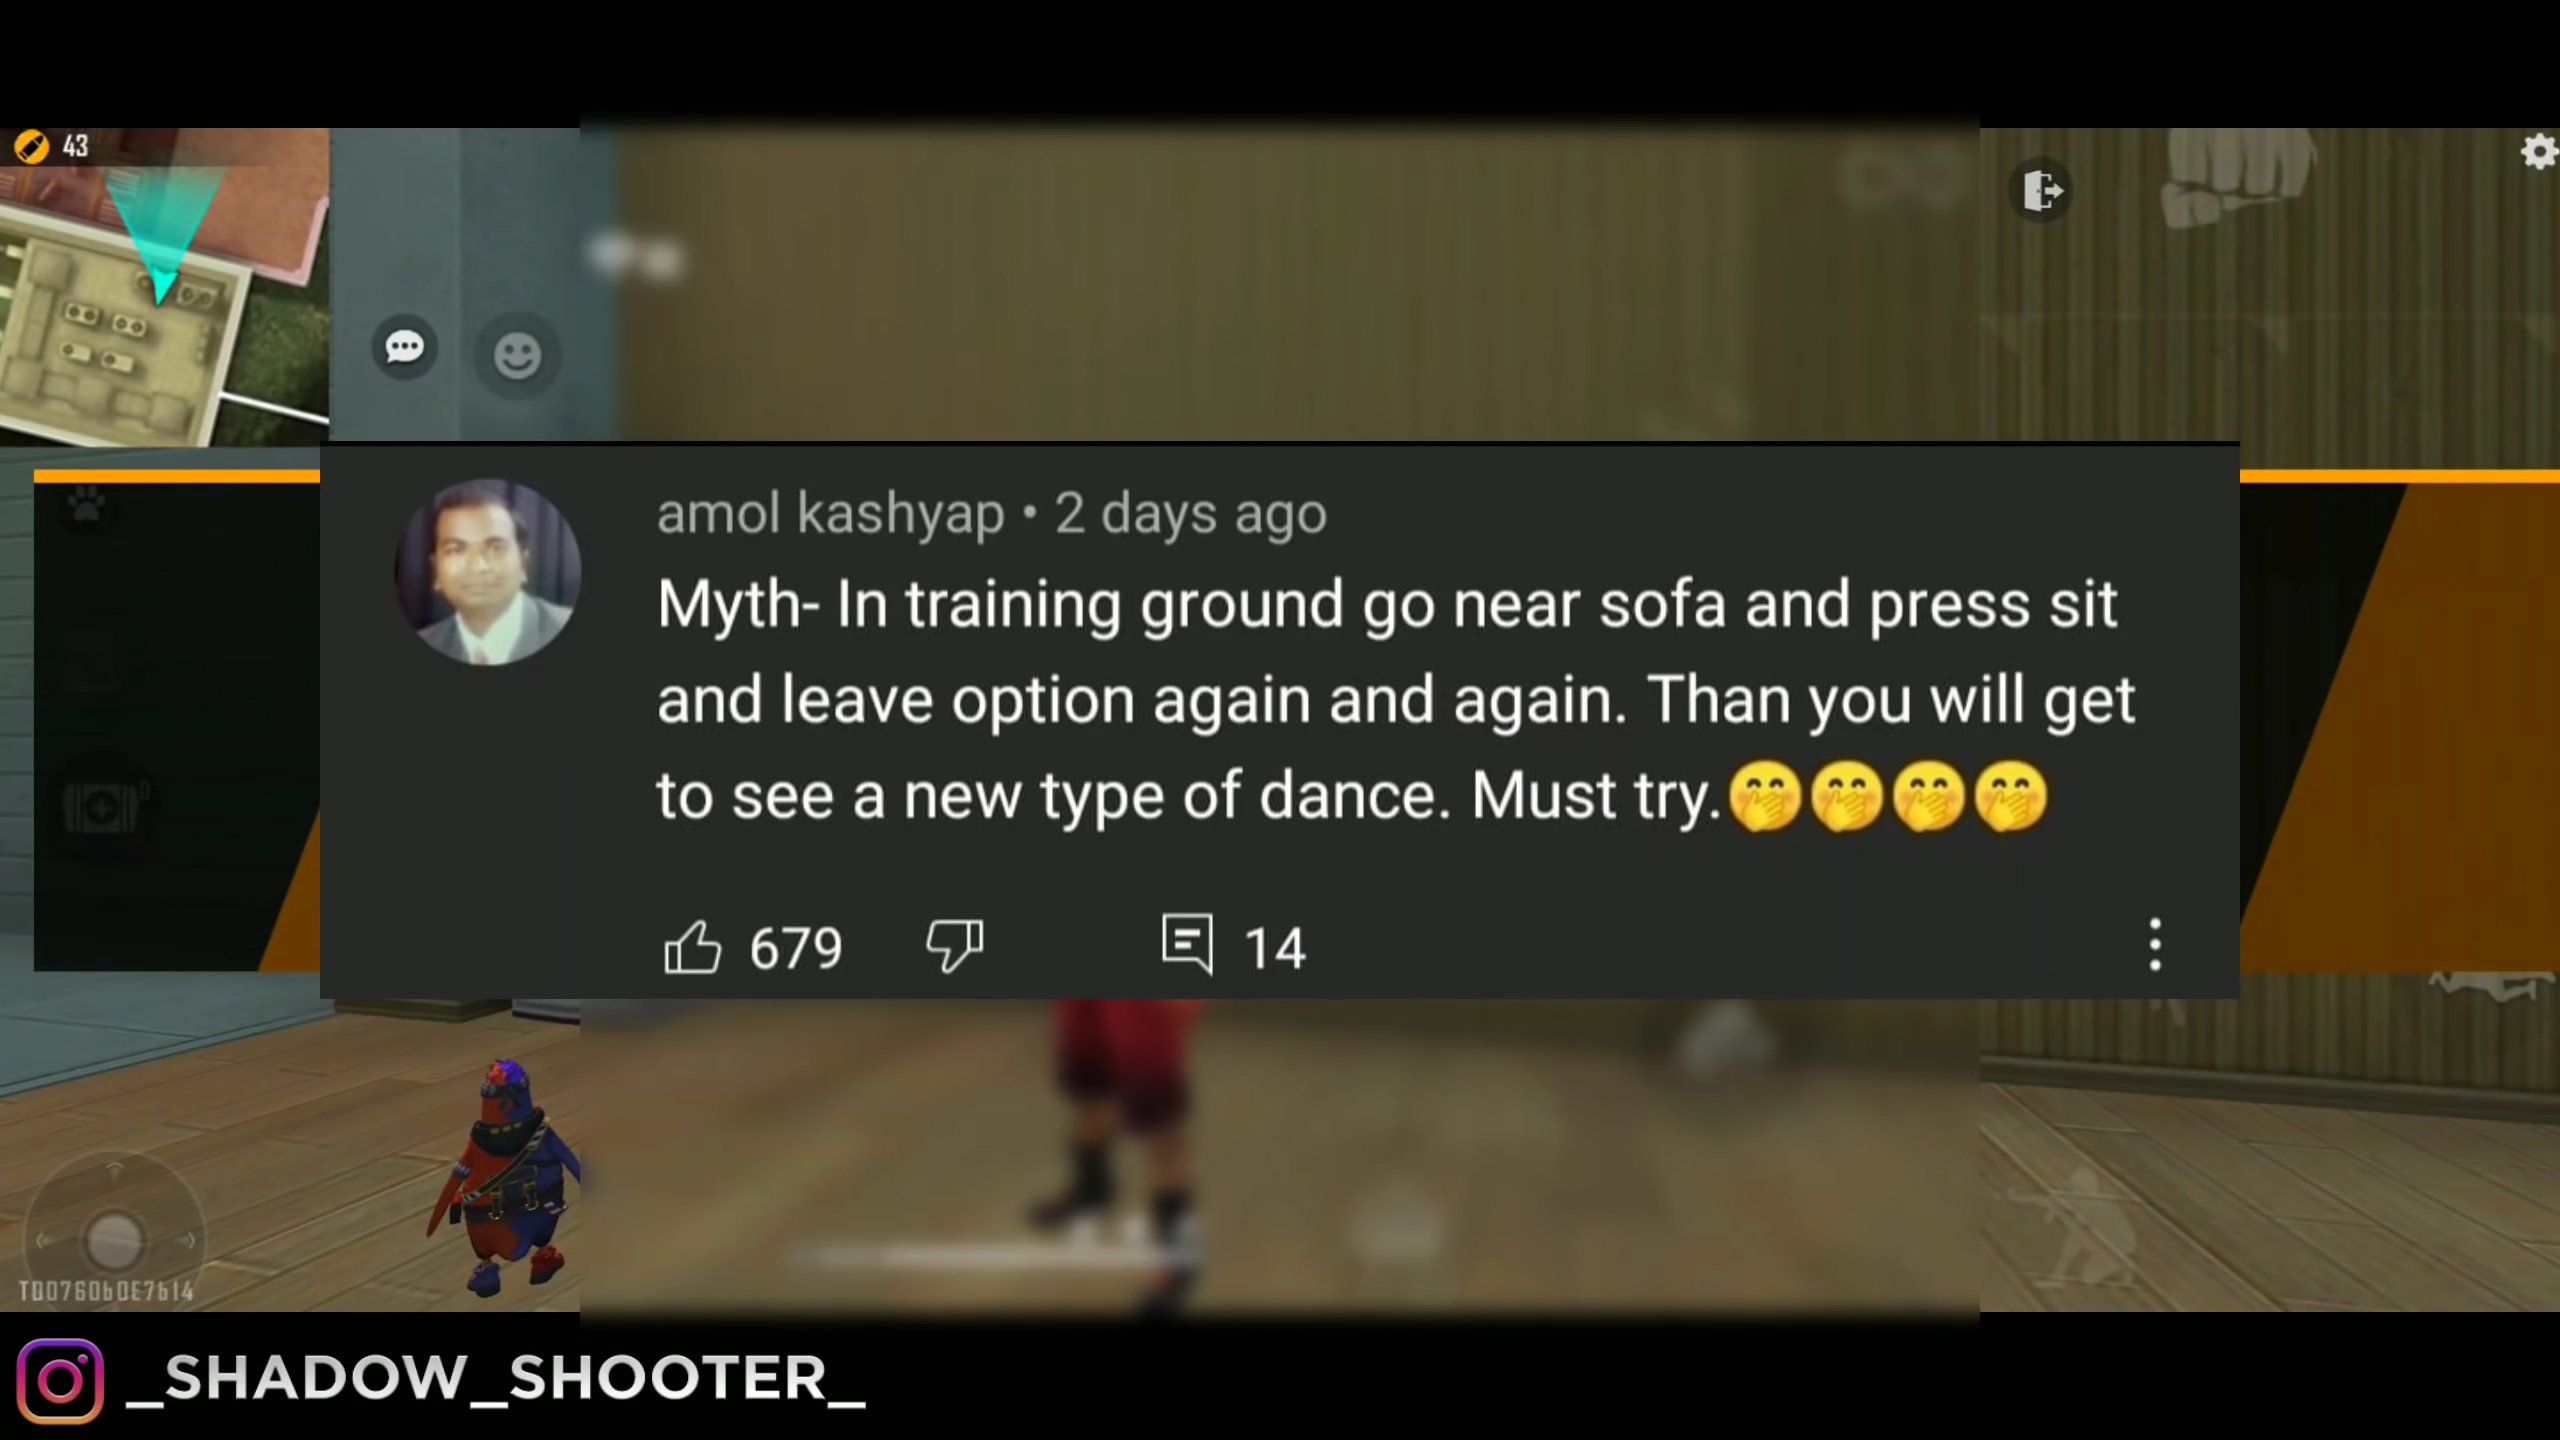 43
amol kashyap • 2 days ago
Myth- In training ground go near sofa and press sit
and leave option again and again. Than you will get
to see a new type of dance. Must try.🤭🤭🤭🤭
679 14
_SHADOW_SHOOTER_